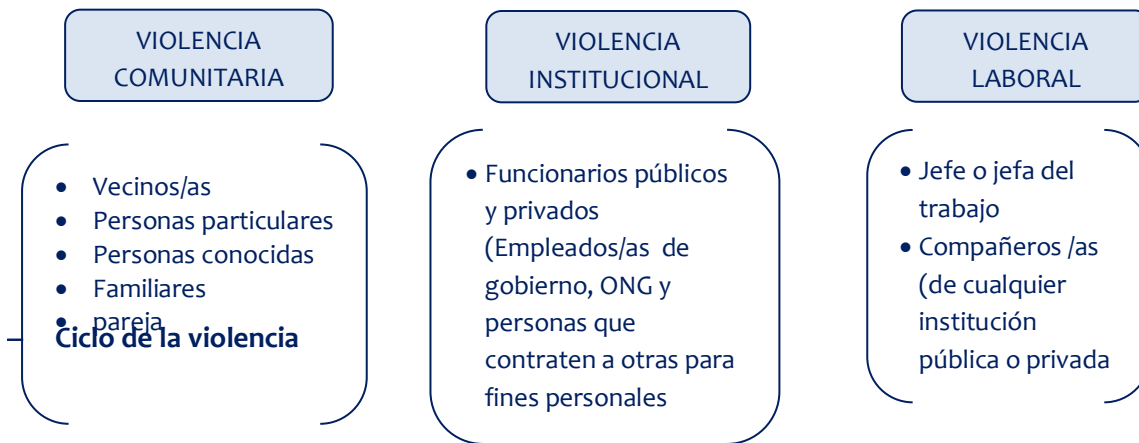 VIOLENCIA
COMUNITARIA
VIOLENCIA
INSTITUCIONAL
VIOLENCIA
LABORAL
• Vecinos/as
• Personas particulares
• Personas conocidas
• Familiares
• pareja
Ciclo de la violencia
• Funcionarios públicos
y privados
(Empleados/as de
gobierno, ONG y
personas que
contraten a otras para
fines personales
• Jefe o jefa del
trabajo
• Compañeros /as
(de cualquier
institución
pública o privada